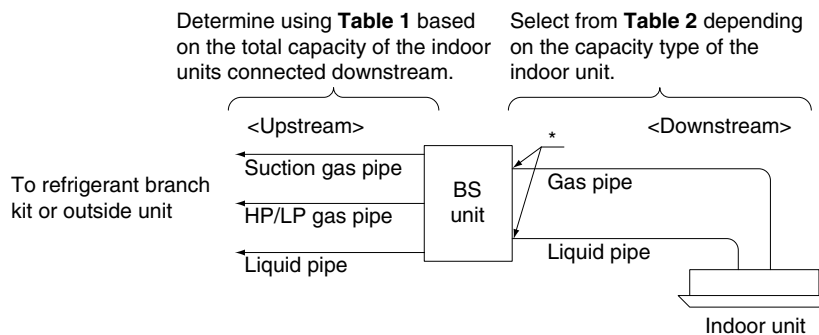 Determine using Table 1 based
on the total capacity of the indoor
units connected downstream.
Select from Table 2 depending
on the capacity type of the
indoor unit.
<Upstream>
*
<Downstream>
Suction gas pipe
BS
unit
Gas pipe
To refrigerant branch
kit or outside unit
HP/LP gas pipe
Liquid pipe
Liquid pipe
Indoor unit